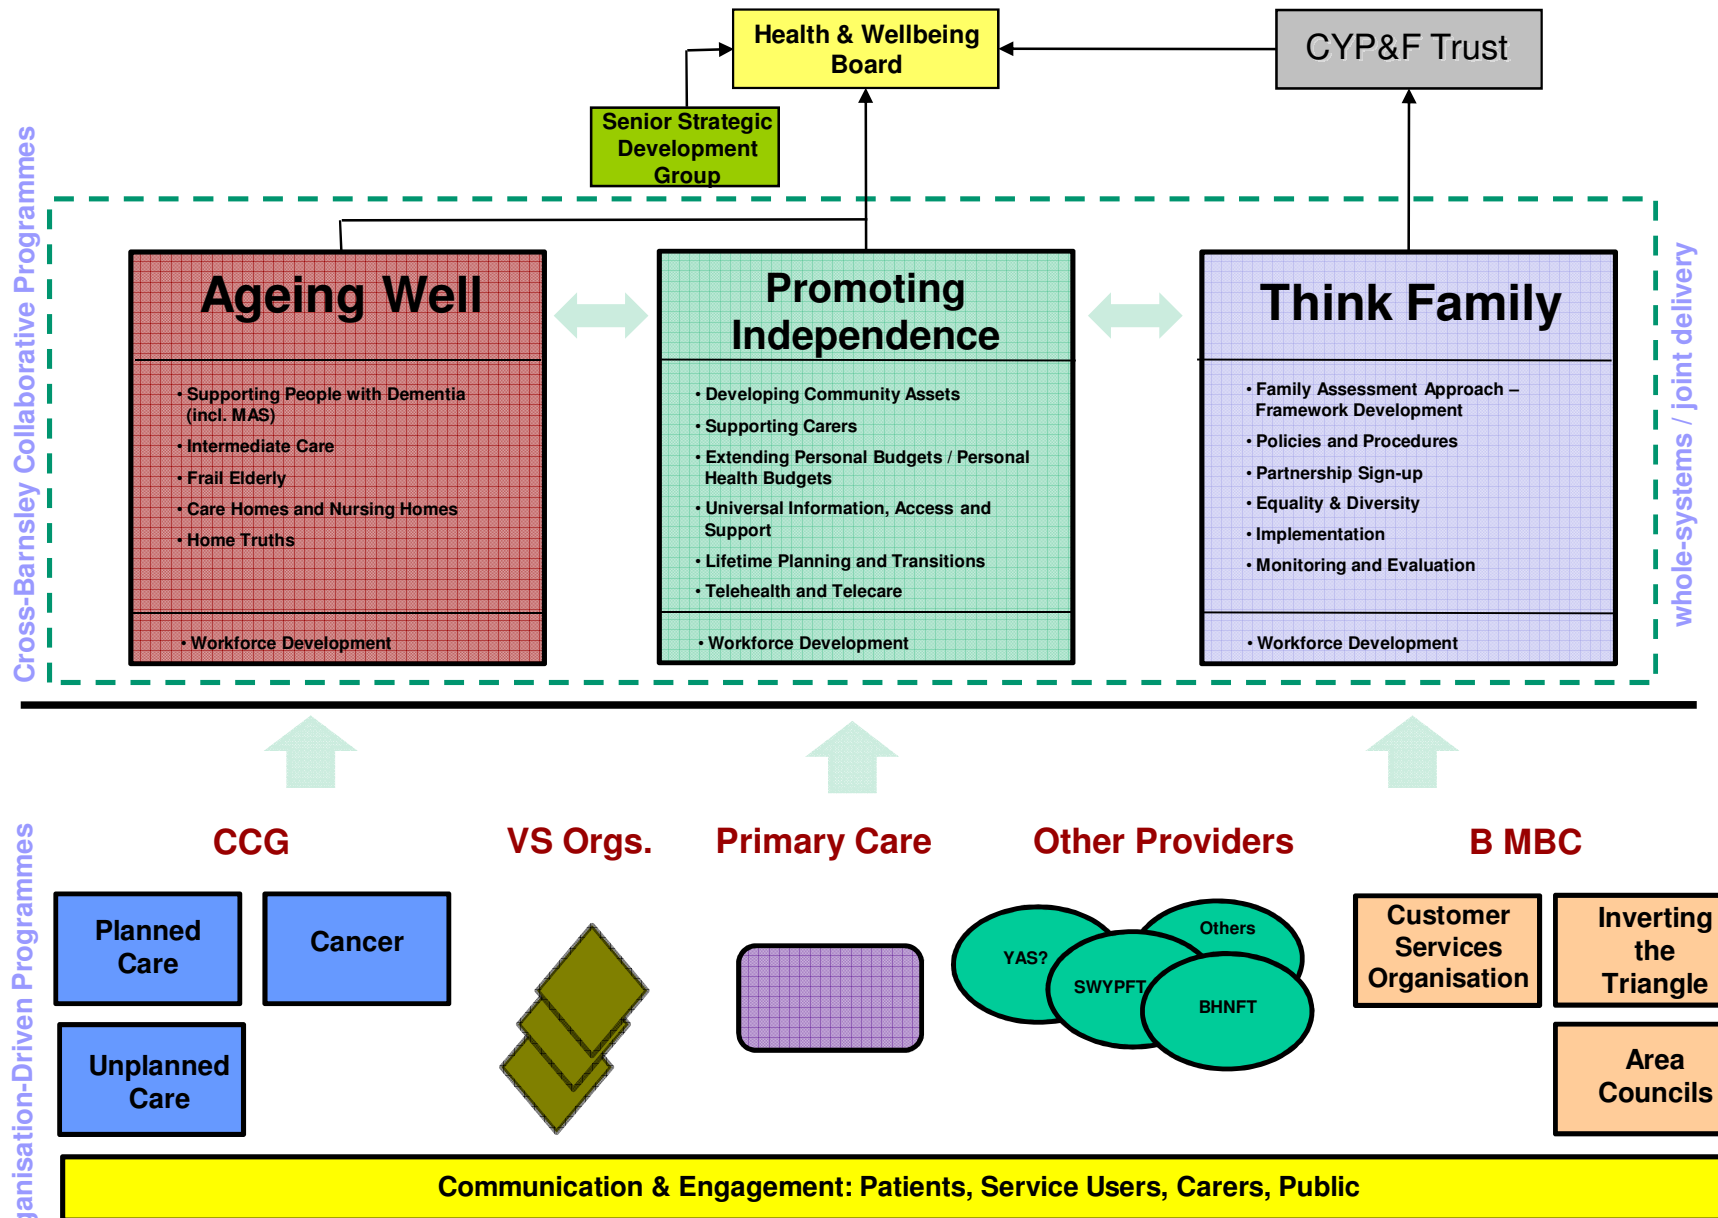 Health & Wellbeing
Board
CYP&F Trust
Senior Strategic
Development
Group
Cross-Barnsley Collaborative Programmes
whole-systems / joint delivery
Ageing Well
• Supporting People with Dementia
(incl. MAS)
• Intermediate Care
• Frail Elderly
• Care Homes and Nursing Homes
• Home Truths
• Workforce Development
Promoting
Independence
• Developing Community Assets
• Supporting Carers
• Extending Personal Budgets / Personal
Health Budgets
• Universal Information, Access and
Support
• Lifetime Planning and Transitions
• Telehealth and Telecare
• Workforce Development
Think Family
• Family Assessment Approach –
Framework Development
• Policies and Procedures
• Partnership Sign-up
• Equality & Diversity
• Implementation
• Monitoring and Evaluation
• Workforce Development
ganisation-Driven Programmes
CCG
VS Orgs.
Primary Care
Other Providers
B MBC
Planned
Care
Cancer
Unplanned
Care
YAS?
Others
SWYPFT
BHNFT
Customer
Services
Organisation
Inverting
the
Triangle
Area
Councils
Communication & Engagement: Patients, Service Users, Carers, Public